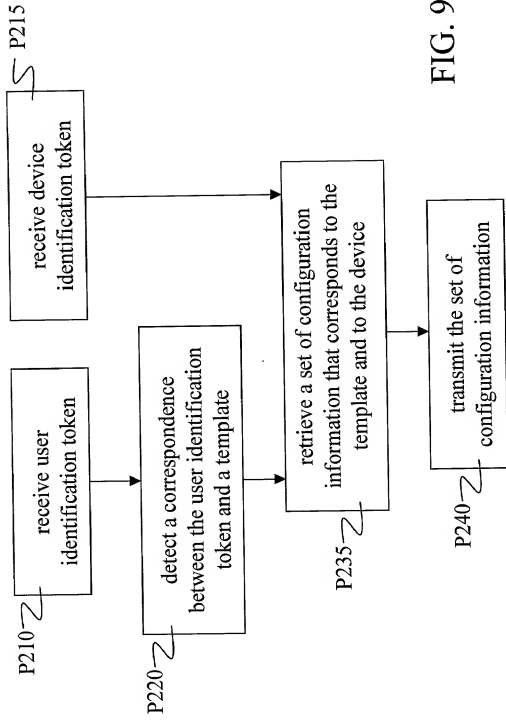 P210
receive user
identification token
P215
receive device
identification token
P220
detect a correspondence
between the user identification
token and a template
P235
retrieve a set of configuration
information that corresponds to the
template and to the device
P240
transmit the set of
configuration information
FIG. 9